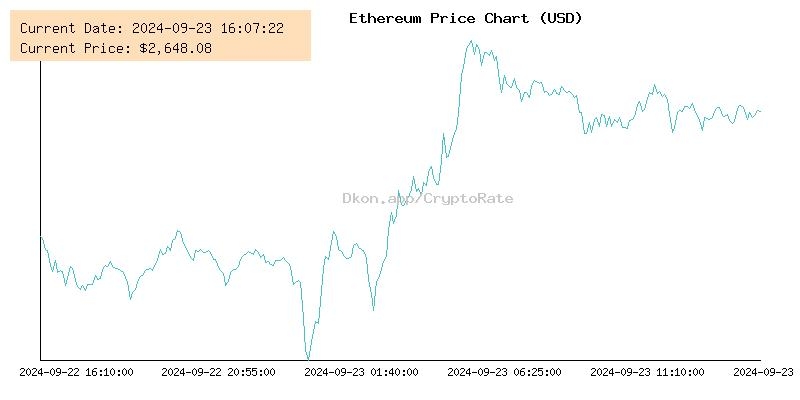 Ethereum Price Chart (USD)
Current Date: 2024-09-23 16:07:22
Current Price: $2,648.08
Dkon.app/CryptoRate
2024-09-22 16:10:00 2024-09-22 20:55:00 2024-09-23 01:40:00 2024-09-23 06:25:00 2024-09-23 11:10:00 2024-09-23